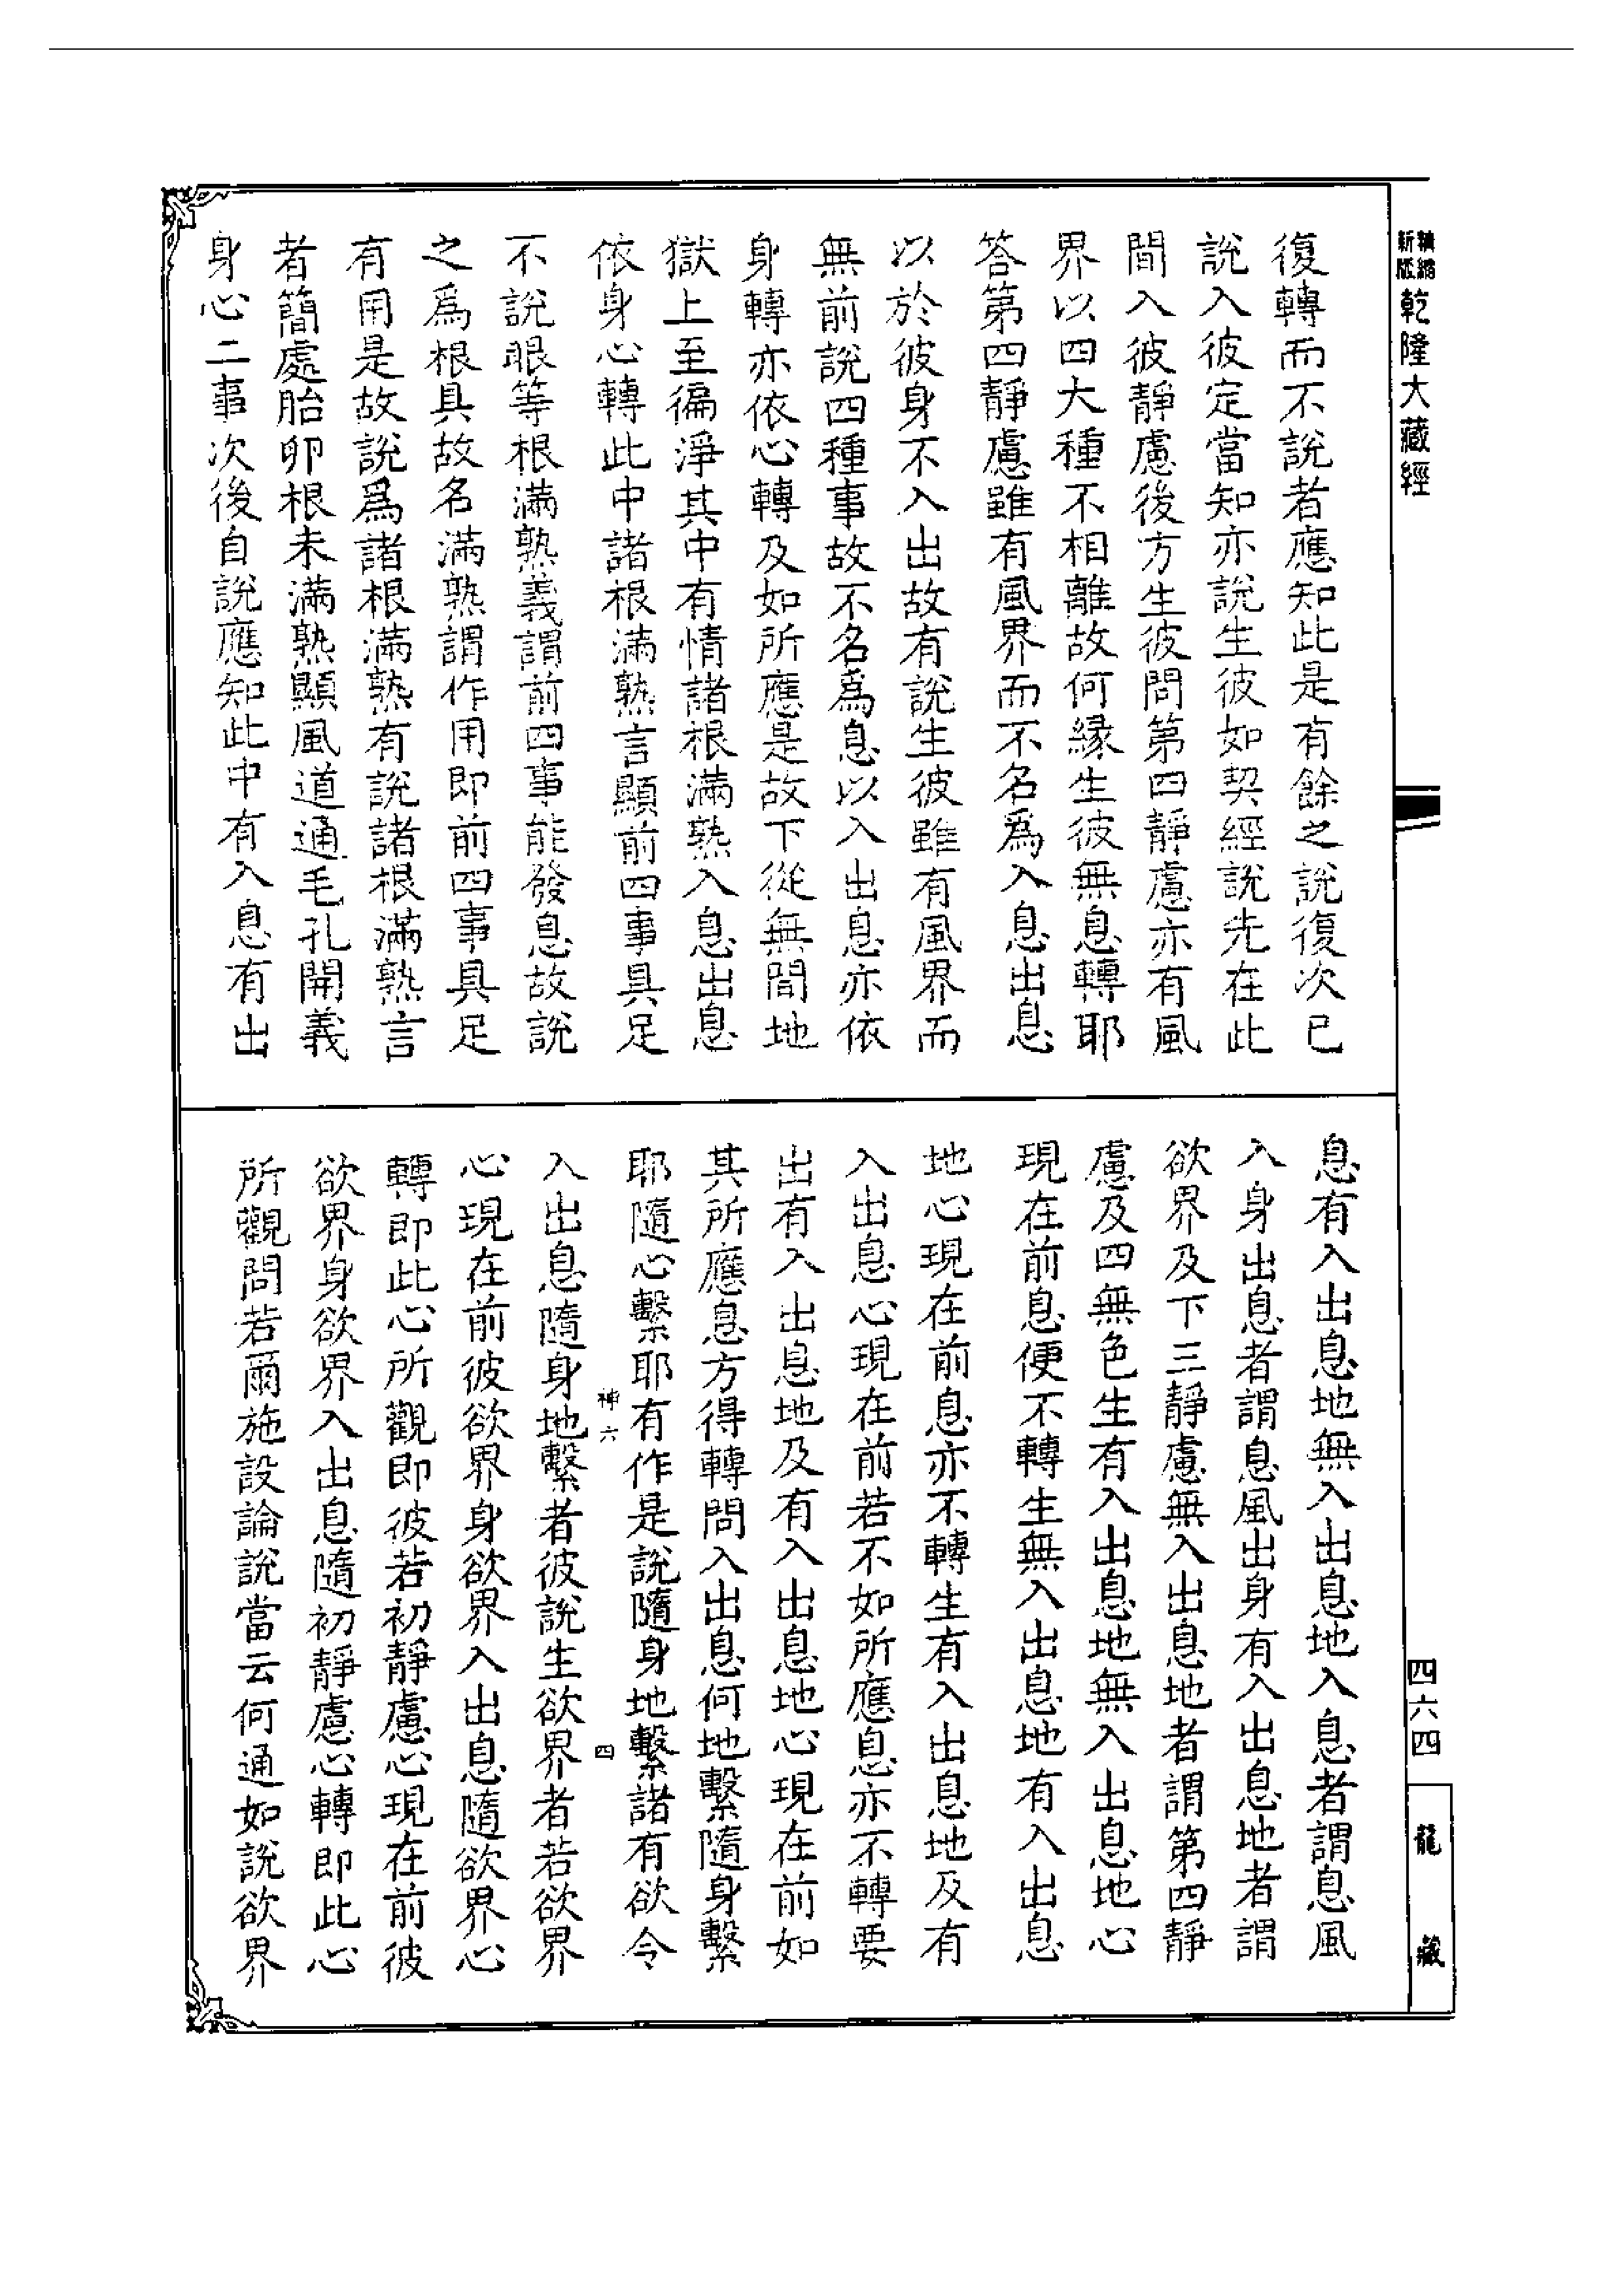 精縮
新版
乾隆大藏經
四六四
龍藏
復轉而不說者應知此是有餘之說復次已
說入彼定當知亦說生彼如契經說先在此
間入彼靜慮後方生彼問第四靜慮亦有風
界以四大種不相離故何緣生彼無息轉耶
答第四靜慮雖有風界而不名爲入息出息
以於彼身不入出故有說生彼雖有風界而
無前說四種事故不名爲息以入出息亦依
身轉亦依心轉及如所應是故下從無間地
獄上至徧淨其中有情諸根滿熟入息出息
依身心轉此中諸根滿熟言顯前四事具足
不說眼等根滿熟義謂前四事能發息故說
之爲根具故名滿熟謂作用即前四事具足
有用是故說爲諸根滿熟有說諸根滿熟言
者簡處胎卵根未滿熟顯風道通毛孔開義
身心二事次後自說應知此中有入息有出
息有入出息地無入出息地入息者謂息風
入身出息者謂息風出身有入出息地者謂
欲界及下三靜慮無入出息地者謂第四靜
慮及四無色生有入出息地無入出息地心
現在前息便不轉生無入出息地有入出息
地心現在前息亦不轉生有入出息地及有
入出息心現在前若不如所應息亦不轉要
出有入出息地及有入出息地心現在前如
其所應息方得轉問入出息何地繫隨身繫
耶隨心繫耶有作是說隨身地繫諸有欲令
神六 四
入出息隨身地繫者彼說生欲界者若欲界
心現在前彼欲界身欲界入出息隨欲界心
轉即此心所觀即彼若初靜慮心現在前彼
欲界身欲界入出息隨初靜慮心轉即此心
所觀問若爾施設論說當云何通如說欲界